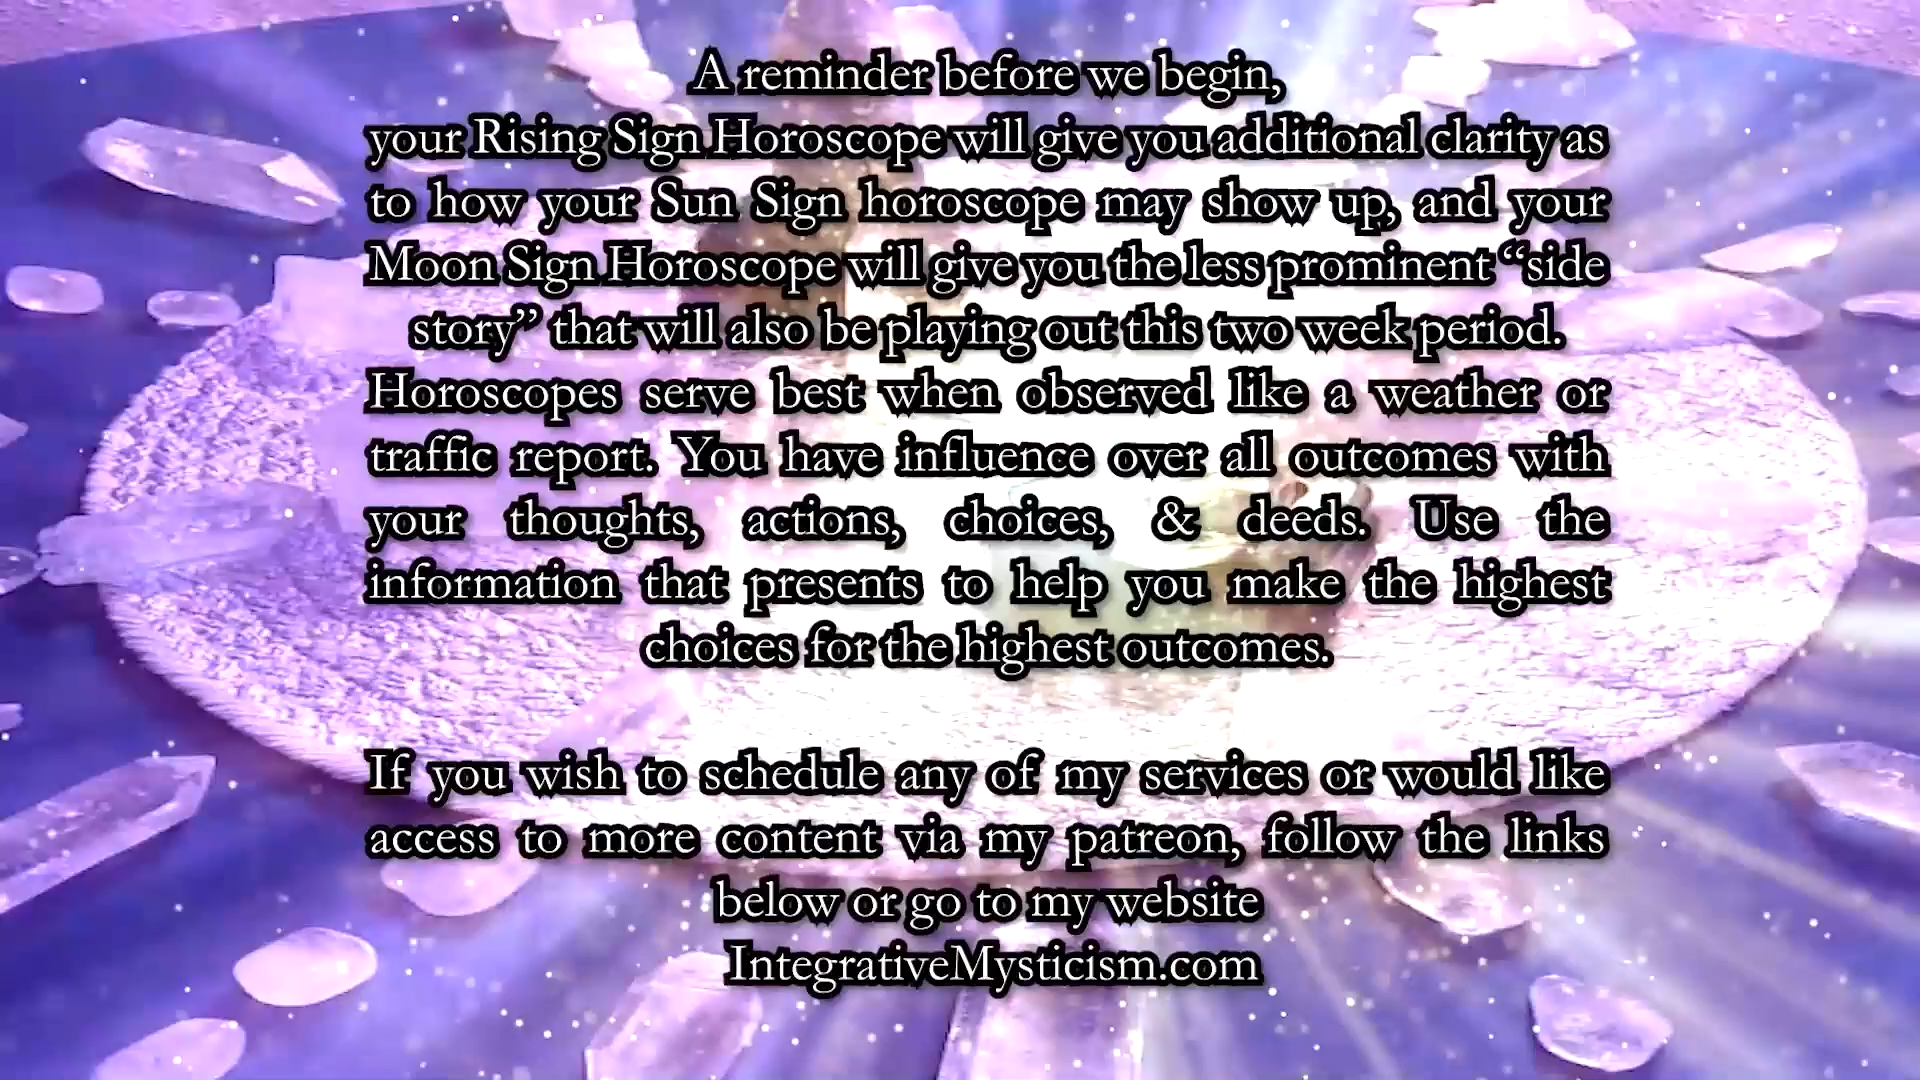 A reminder before we begin,
your Rising Sign Horoscope will give you additional clarity as
to how your Sun Sign horoscope may show up, and your
Moon Sign Horoscope will give you the less prominent “side
story” that will also be playing out this two week period.
Horoscopes serve best when observed like a weather or
traffic report. You have influence over all outcomes with
your thoughts, actions, choices, & deeds. Use the
information that presents to help you make the highest
choices for the highest outcomes.
If you wish to schedule any of my services or would like
access to more content via my patreon, follow the links
below or go to my website
IntegrativeMysticism.com